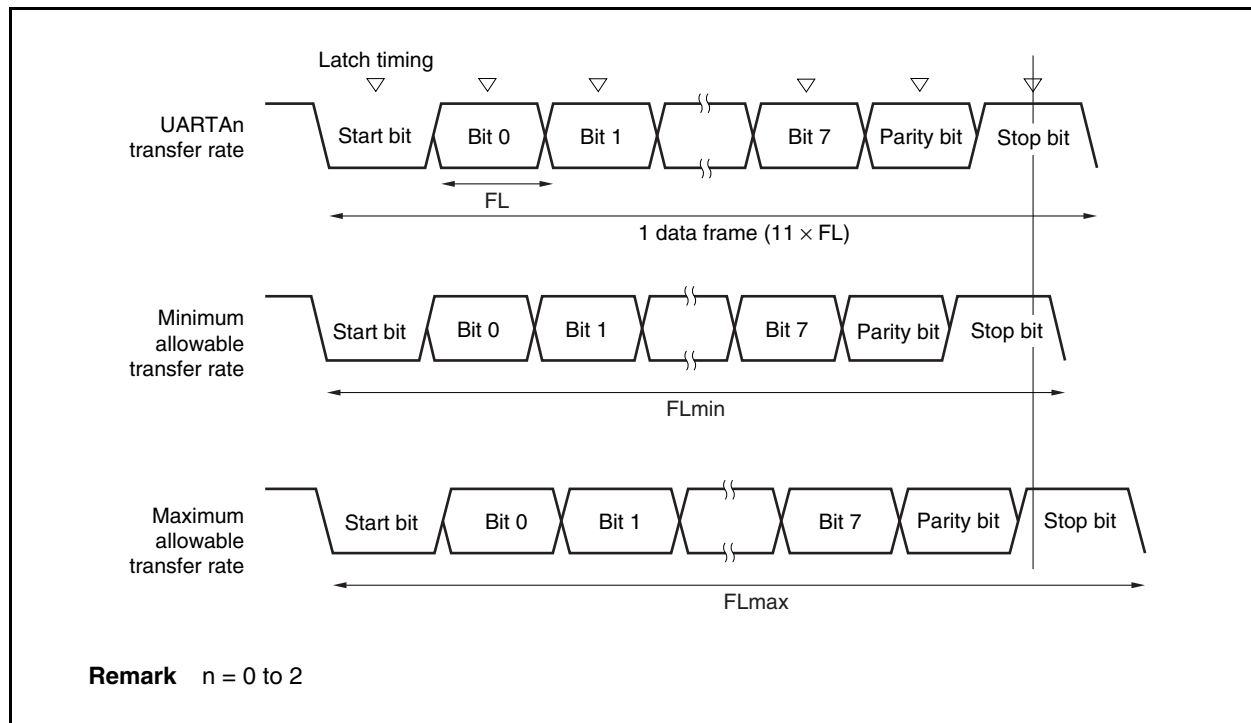 Latch timing
UARTAn
transfer rate
Start bit
Bit 0
Bit 1
Bit 7
Parity bit
Stop bit
FL
1 data frame (11 × FL)
Minimum
allowable
transfer rate
Start bit
Bit 0
Bit 1
Bit 7
Parity bit
Stop bit
FLmin
Maximum
allowable
transfer rate
Start bit
Bit 0
Bit 1
Bit 7
Parity bit
Stop bit
FLmax
Remark n = 0 to 2